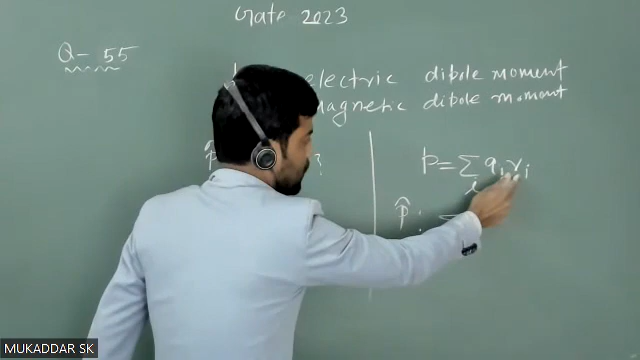 Gate 2023
Q- 55
electric dipole moment
magnetic dipole moment
?
p = Σ qᵢ rᵢ
i
P̂ :
MUKADDAR SK